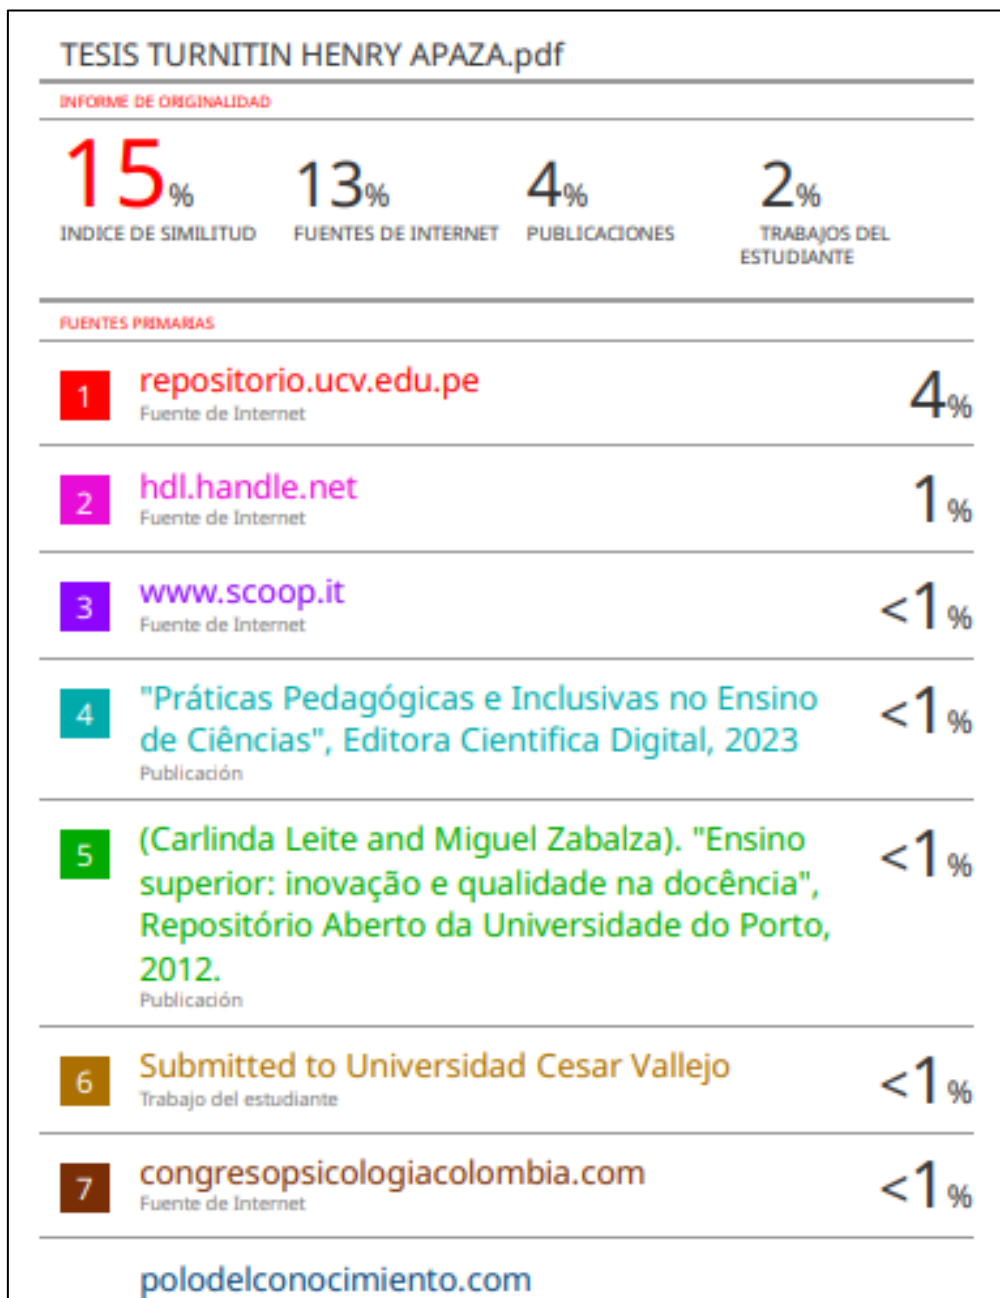 TESIS TURNITIN HENRY APAZA.pdf
INFORME DE ORIGINALIDAD
15% 13% 4% 2%
INDICE DE SIMILITUD FUENTES DE INTERNET PUBLICACIONES TRABAJOS DEL
ESTUDIANTE
FUENTES PRIMARIAS
1 repositorio.ucv.edu.pe 4%
Fuente de Internet
2 hdl.handle.net 1%
Fuente de Internet
3 www.scoop.it <1%
Fuente de Internet
4 "Práticas Pedagógicas e Inclusivas no Ensino <1%
de Ciências", Editora Cientifica Digital, 2023
Publicación
5 (Carlinda Leite and Miguel Zabalza). "Ensino <1%
superior: inovação e qualidade na docência",
Repositório Aberto da Universidade do Porto,
2012.
Publicación
6 Submitted to Universidad Cesar Vallejo <1%
Trabajo del estudiante
7 congresopsicologiacolombia.com <1%
Fuente de Internet
polodelconocimiento.com